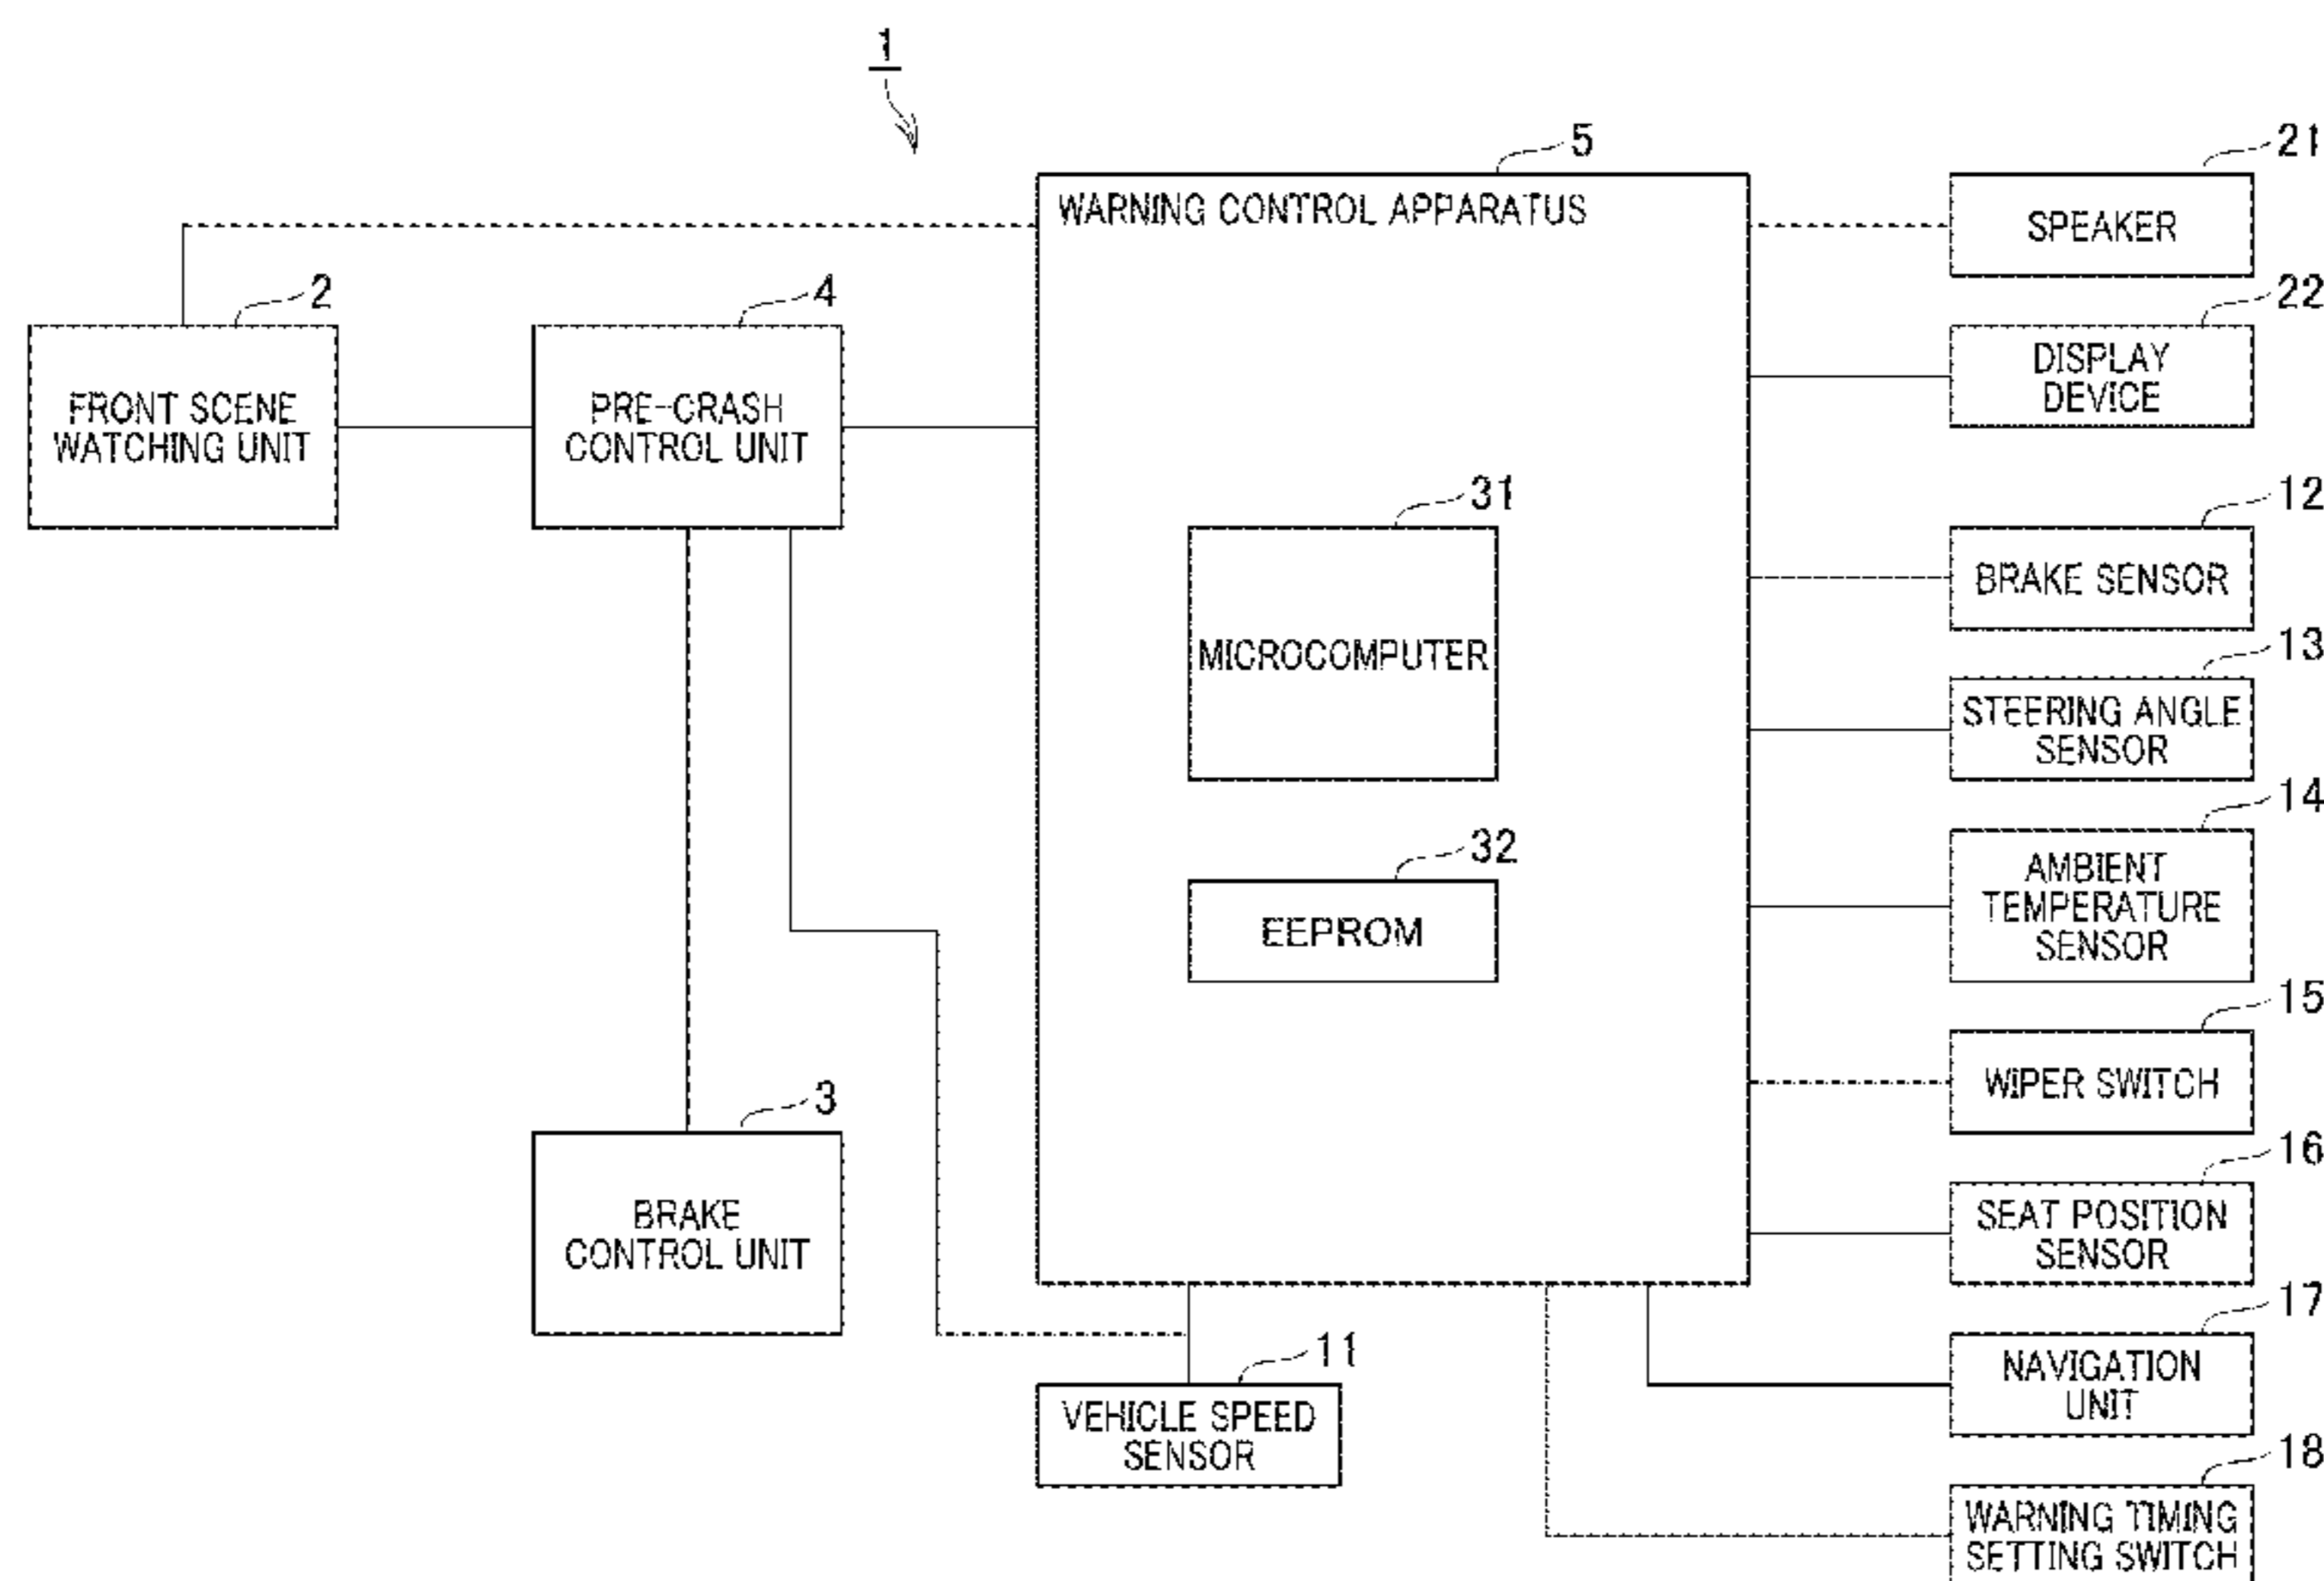 1
5
WARNING CONTROL APPARATUS
21
SPEAKER
2
FRONT SCENE
WATCHING UNIT
4
PRE-CRASH
CONTROL UNIT
22
DISPLAY
DEVICE
31
MICROCOMPUTER
12
BRAKE SENSOR
13
STEERING ANGLE
SENSOR
32
EEPROM
14
AMBIENT
TEMPERATURE
SENSOR
15
WIPER SWITCH
3
BRAKE
CONTROL UNIT
16
SEAT POSITION
SENSOR
11
VEHICLE SPEED
SENSOR
17
NAVIGATION
UNIT
18
WARNING TIMING
SETTING SWITCH